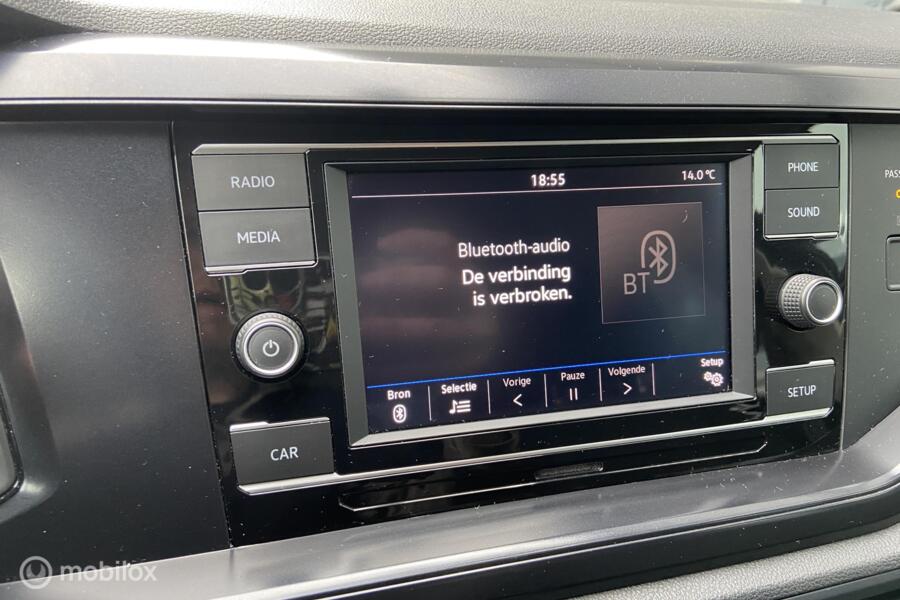 RADIO
MEDIA
CAR
18:55
14.0 °C
Bluetooth-audio
De verbinding
is verbroken.
BT
Bron
Selectie
Vorige
Pauze
Volgende
Setup
PHONE
SOUND
SETUP
PASS
mobilox